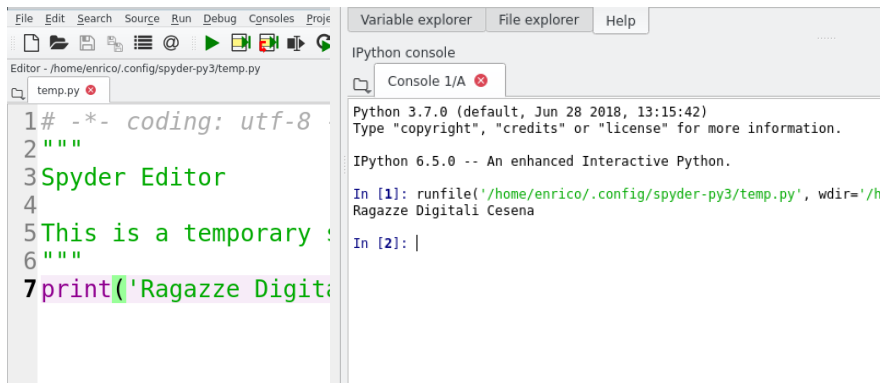 File Edit Search Source Run Debug Consoles Proje
Editor - /home/enrico/.config/spyder-py3/temp.py
temp.py
1 # -*- coding: utf-8 -
2 """
3 Spyder Editor
4
5 This is a temporary s
6 """
7 print('Ragazze Digita
Variable explorer File explorer Help
IPython console
Console 1/A
Python 3.7.0 (default, Jun 28 2018, 13:15:42)
Type "copyright", "credits" or "license" for more information.
IPython 6.5.0 -- An enhanced Interactive Python.
In [1]: runfile('/home/enrico/.config/spyder-py3/temp.py', wdir='/h
Ragazze Digitali Cesena
In [2]: